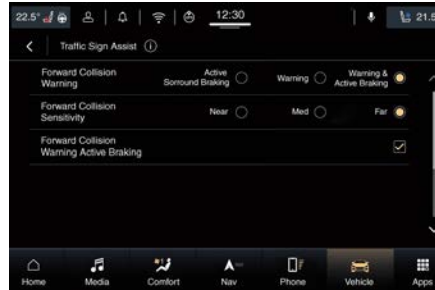 22.5° 12:30 21.5
Traffic Sign Assist
Forward Collision Warning
Active Sorround Braking
Warning
Warning & Active Braking
Forward Collision Sensitivity
Near
Med
Far
Forward Collision Warning Active Braking
Home Media Comfort Nav Phone Vehicle Apps